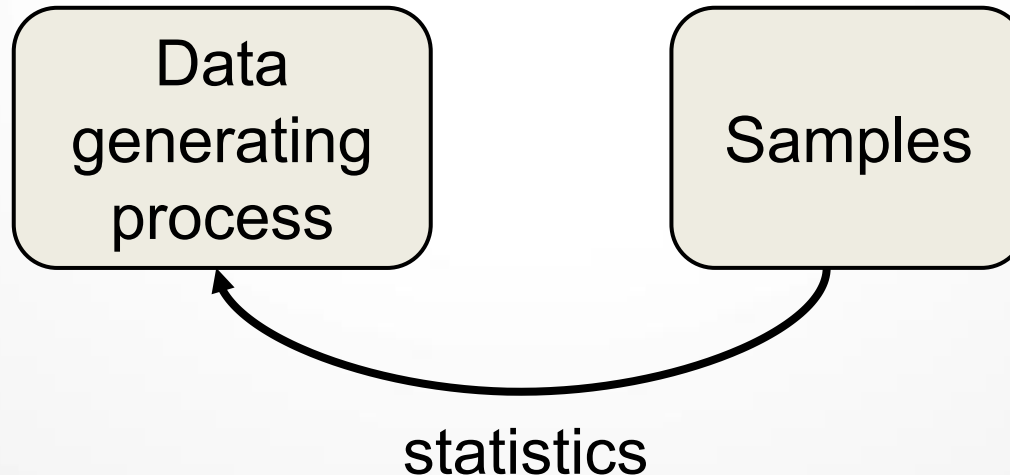 Data
generating
process
Samples
statistics